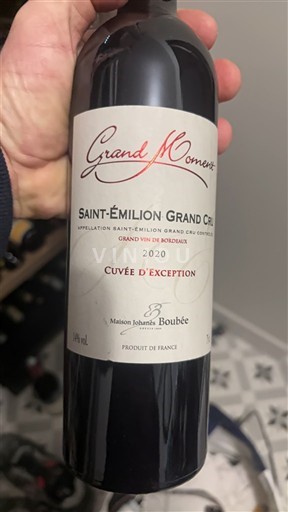 Grand Moment
SAINT-ÉMILION GRAND CRU
APPELLATION SAINT-ÉMILION GRAND CRU CONTRÔLÉE
GRAND VIN DE BORDEAUX
2020
VINYOU
CUVÉE D'EXCEPTION
Maison Johanès Boubée
PRODUIT DE FRANCE